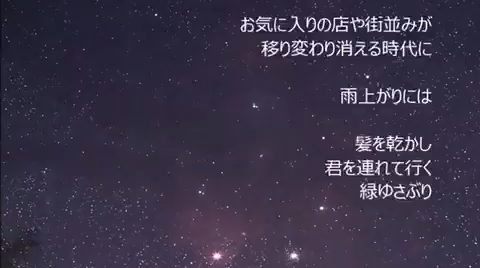 お気に入りの店や街並みが
移り変わり消える時代に
雨上がりには
髪を乾かし
君を連れて行く
緑ゆさぶり